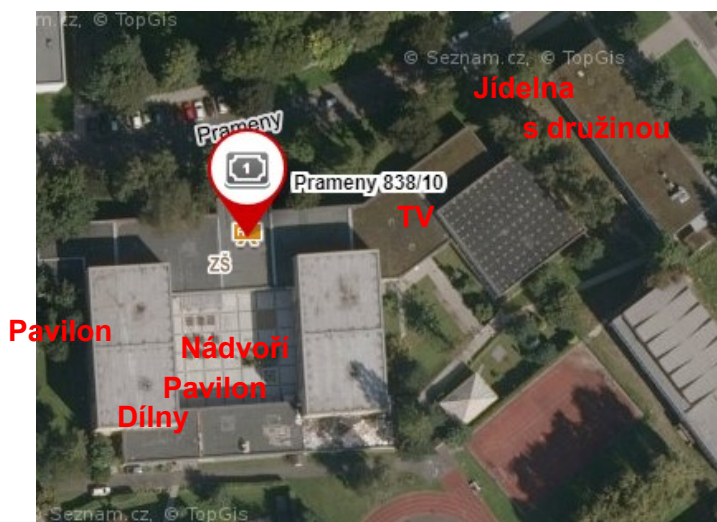 m.cz, © TopGis
© Seznam.cz, © TopGis
Jídelna
s družinou
Prameny
1
Prameny 838/10
TV
ZŠ
Pavilon
Nádvoří
Pavilon
Dílny
Seznam.cz, © TopGis